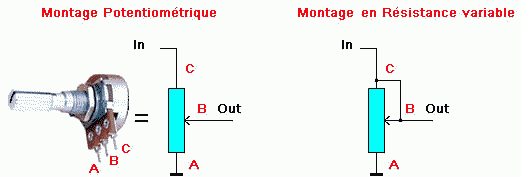 Montage Potentiométrique
Montage en Résistance variable
In
C
B Out
A
A
B
C
=
In
C
B Out
A